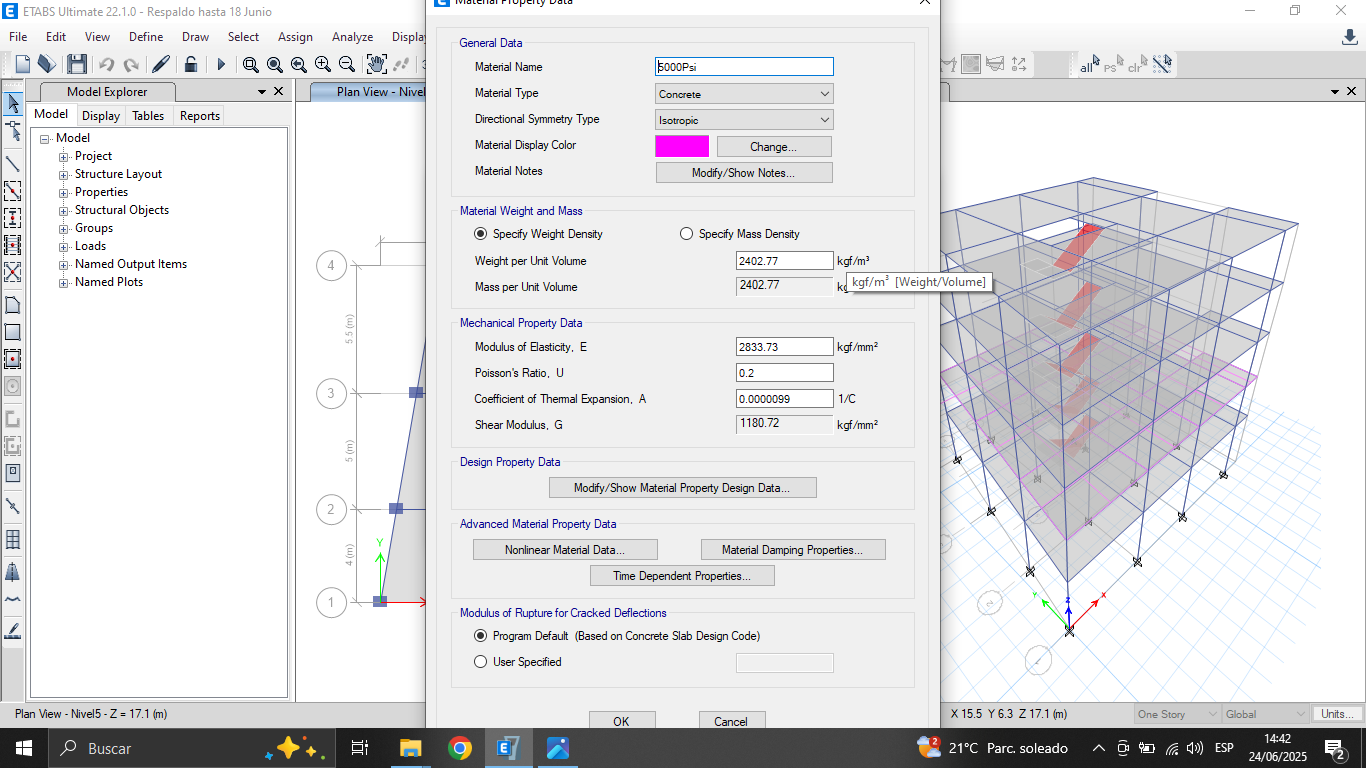 ETABS Ultimate 22.1.0 - Respaldo hasta 18 Junio
Material Property Data
File Edit View Define Draw Select Assign Analyze Display
all PS clr
Model Explorer
Plan View - Nivel
Model Display Tables Reports
Model
Project
Structure Layout
Properties
Structural Objects
Groups
Loads
Named Output Items
Named Plots
4
5.5 (m)
3
5 (m)
2
4 (m)
Y
1
General Data
Material Name 5000Psi
Material Type Concrete
Directional Symmetry Type Isotropic
Material Display Color Change...
Material Notes Modify/Show Notes...
Material Weight and Mass
Specify Weight Density Specify Mass Density
Weight per Unit Volume 2402.77 kgf/m³
Mass per Unit Volume 2402.77 kg
kgf/m³ [Weight/Volume]
Mechanical Property Data
Modulus of Elasticity, E 2833.73 kgf/mm²
Poisson's Ratio, U 0.2
Coefficient of Thermal Expansion, A 0.0000099 1/C
Shear Modulus, G 1180.72 kgf/mm²
Design Property Data
Modify/Show Material Property Design Data...
Advanced Material Property Data
Nonlinear Material Data... Material Damping Properties...
Time Dependent Properties...
Modulus of Rupture for Cracked Deflections
Program Default (Based on Concrete Slab Design Code)
User Specified
OK Cancel
Y Z X
Plan View - Nivel5 - Z = 17.1 (m)
X 15.5 Y 6.3 Z 17.1 (m)
One Story Global Units...
Buscar
21°C Parc. soleado
ESP
14:42
24/06/2025
2